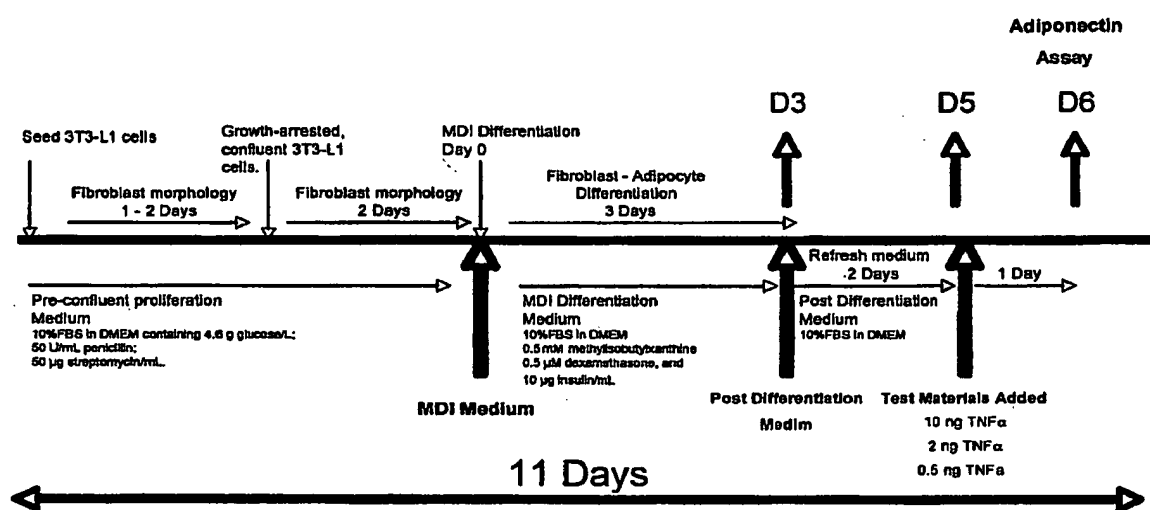 Adiponectin
Assay
D3
D5
D6
Seed 3T3-L1 cells
Growth-arrested,
confluent 3T3-L1
cells.
MDI Differentiation
Day 0
Fibroblast morphology
1 - 2 Days
Fibroblast morphology
2 Days
Fibroblast - Adipocyte
Differentiation
3 Days
Refresh medium
2 Days
1 Day
Pre-confluent proliferation
Medium
10%FBS in DMEM containing 4.6 g glucose/L;
50 U/mL penicillin;
50 µg streptomycin/mL.
MDI Differentiation
Medium
10%FBS in DMEM
0.5 mM methylisobutylxanthine
0.5 µM dexamethasone, and
10 µg insulin/mL.
Post Differentiation
Medium
10%FBS in DMEM
MDI Medium
Post Differentiation
Medim
Test Materials Added
10 ng TNFα
2 ng TNFα
0.5 ng TNFa
11 Days